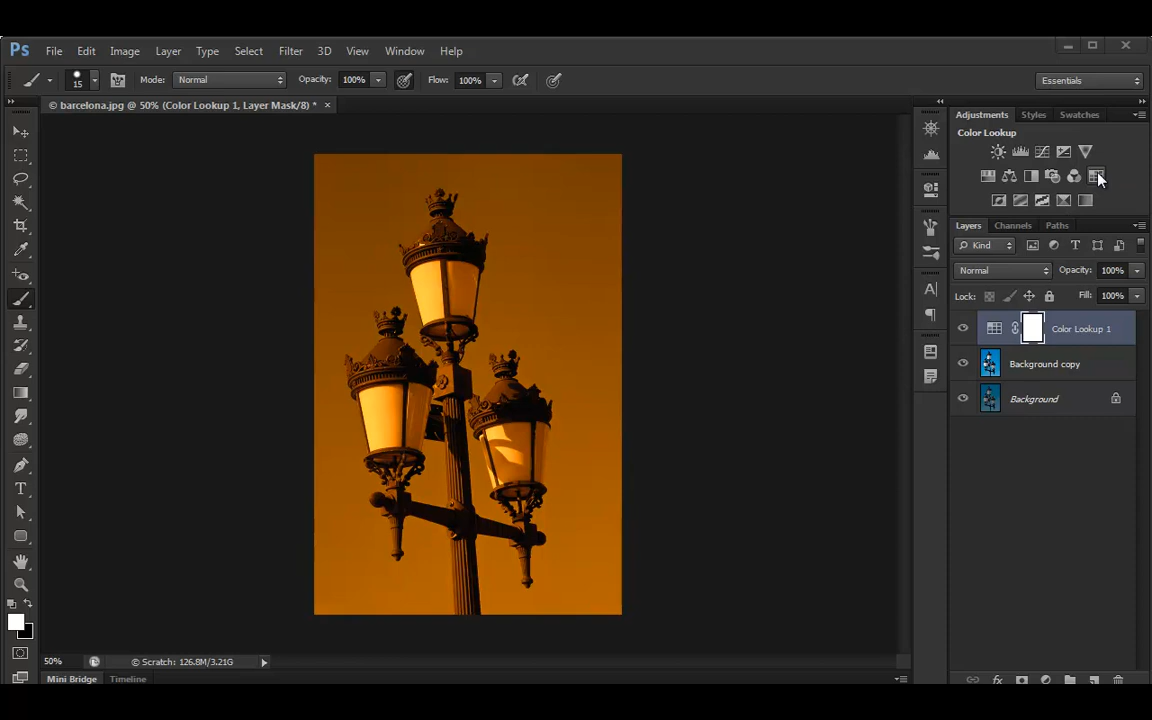 Ps File Edit Image Layer Type Select Filter 3D View Window Help
15 Mode: Normal Opacity: 100% Flow: 100% Essentials
© barcelona.jpg @ 50% (Color Lookup 1, Layer Mask/8) * ×
Adjustments Styles Swatches
Color Lookup
Layers Channels Paths
Kind
Normal Opacity: 100%
Lock: Fill: 100%
Color Lookup 1
Background copy
Background
50% © Scratch: 126.8M/3.21G
Mini Bridge Timeline